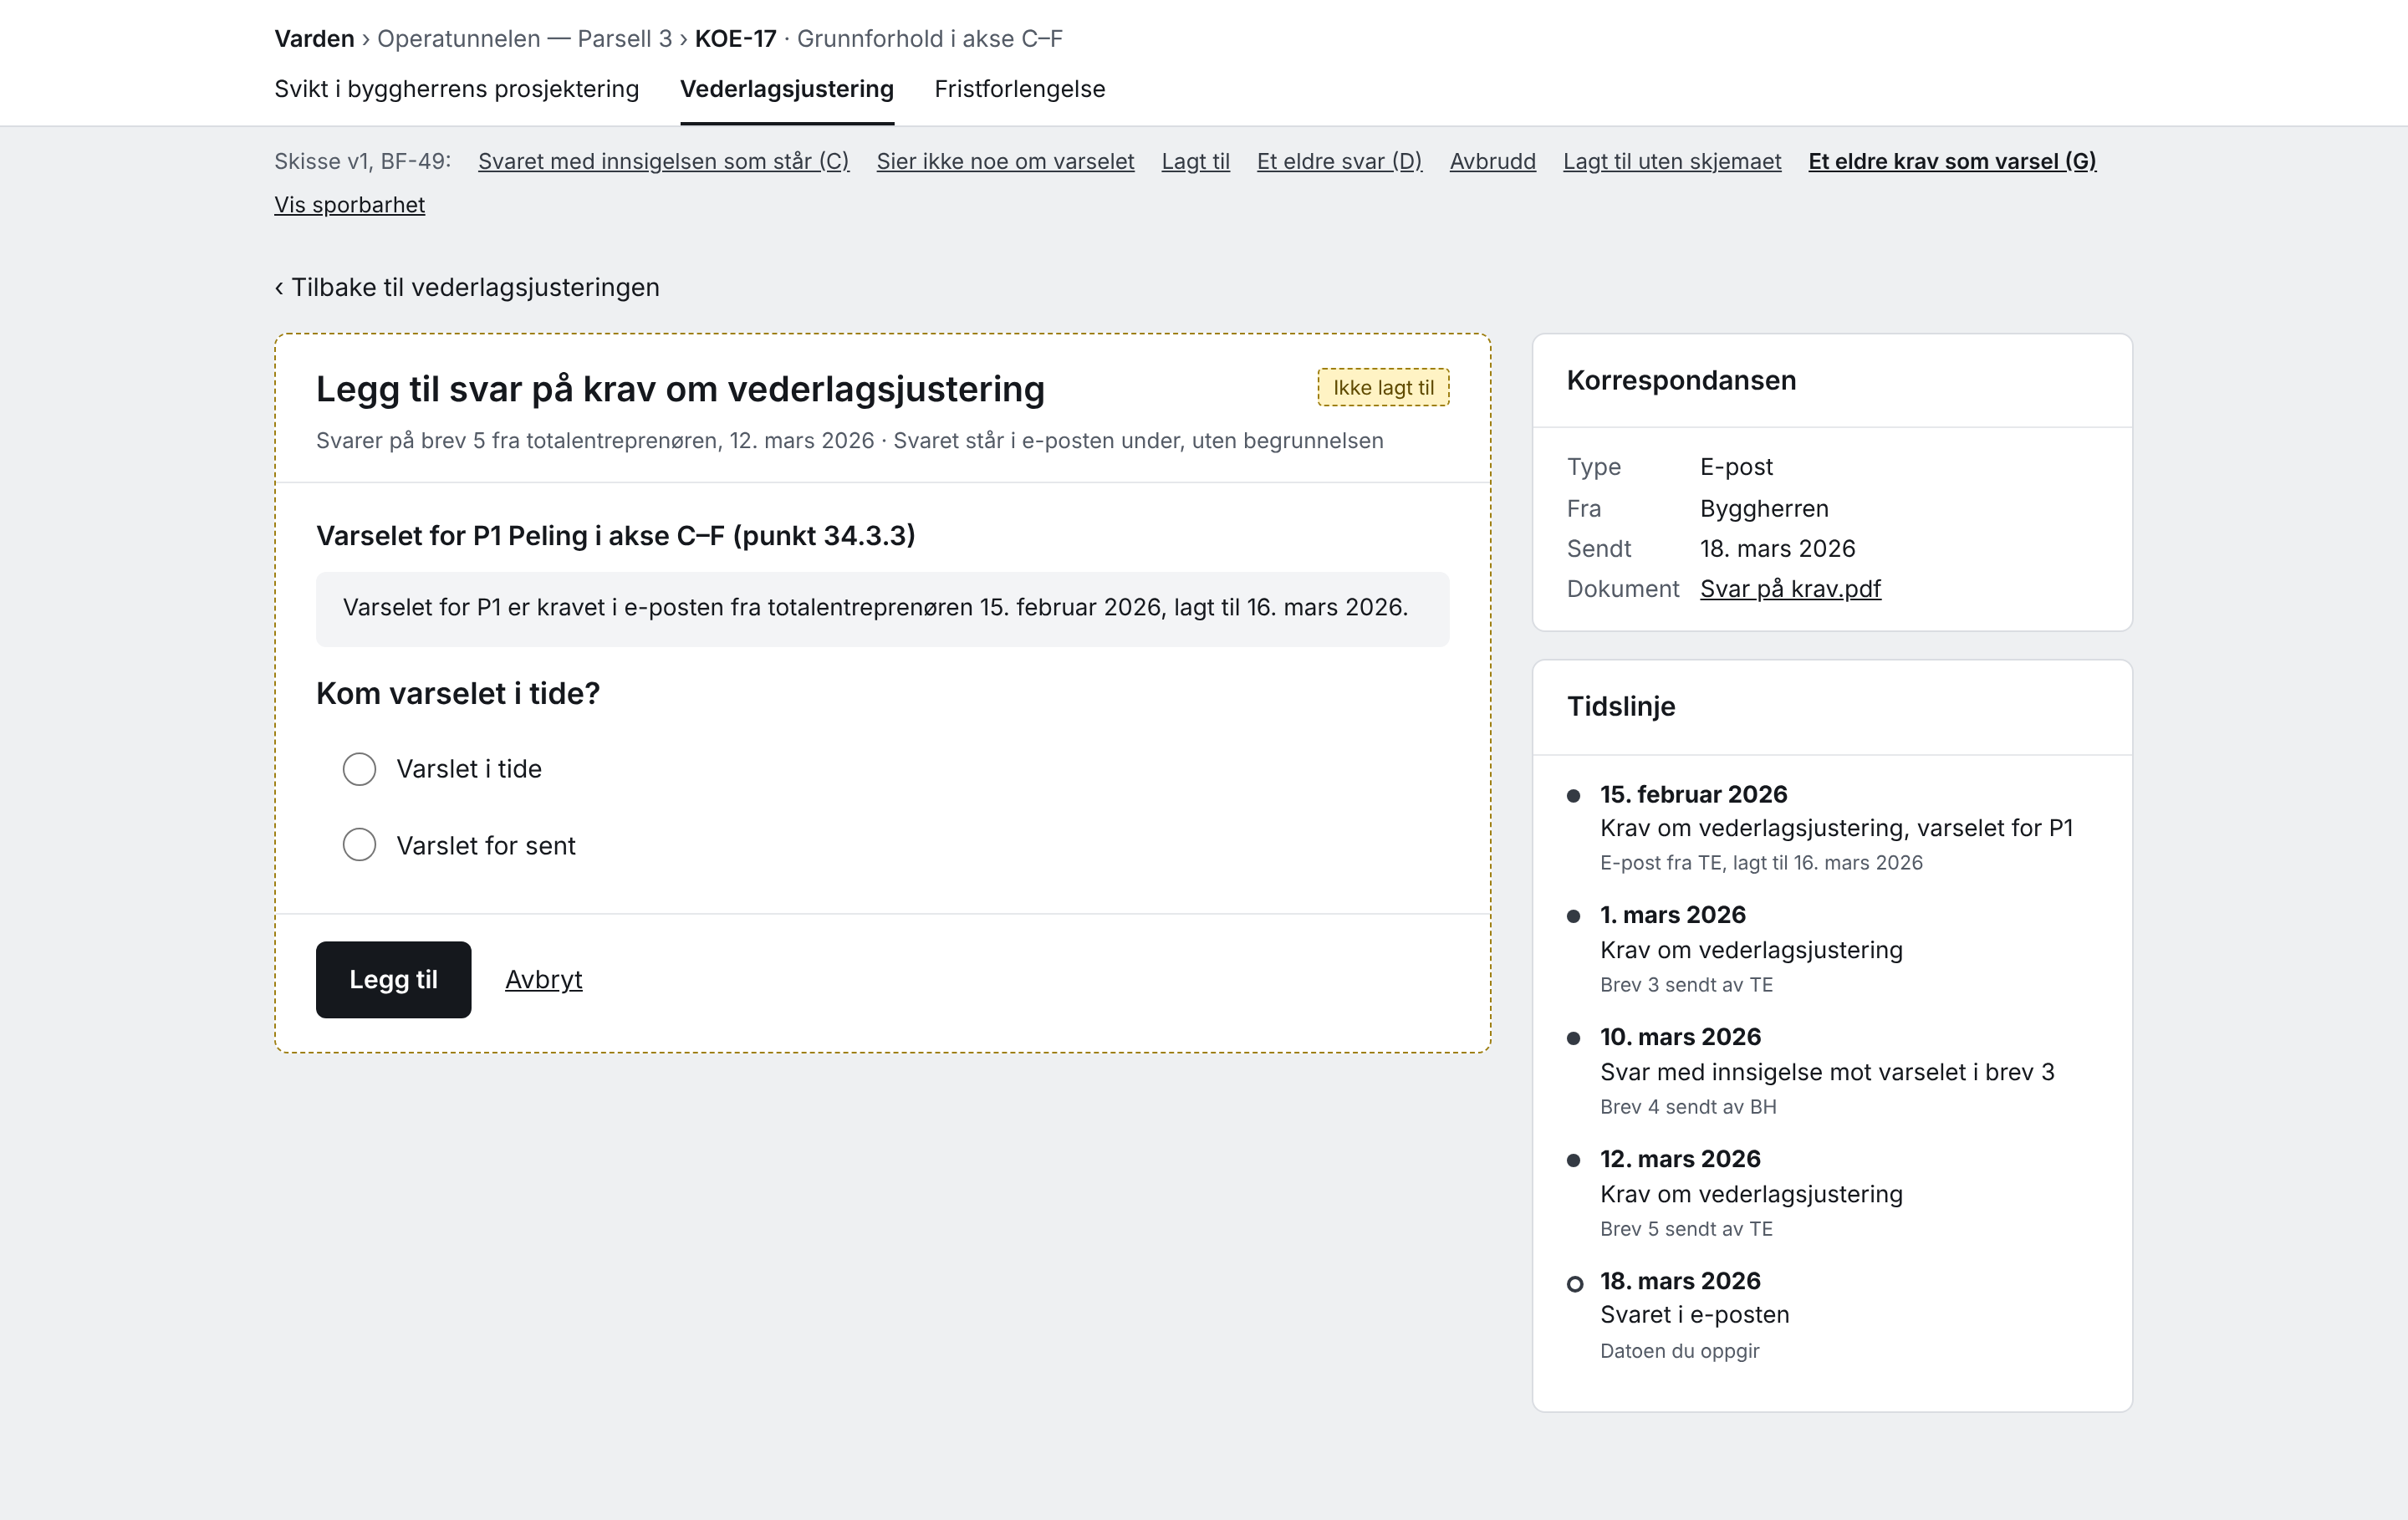 Varden › Operatunnelen — Parsell 3 › KOE-17 · Grunnforhold i akse C–F
Svikt i byggherrens prosjektering Vederlagsjustering Fristforlengelse
Skisse v1, BF-49: Svaret med innsigelsen som står (C) Sier ikke noe om varselet Lagt til Et eldre svar (D) Avbrudd Lagt til uten skjemaet Et eldre krav som varsel (G)
Vis sporbarhet
‹ Tilbake til vederlagsjusteringen
Legg til svar på krav om vederlagsjustering
Ikke lagt til
Svarer på brev 5 fra totalentreprenøren, 12. mars 2026 · Svaret står i e-posten under, uten begrunnelsen
Varselet for P1 Peling i akse C–F (punkt 34.3.3)
Varselet for P1 er kravet i e-posten fra totalentreprenøren 15. februar 2026, lagt til 16. mars 2026.
Kom varselet i tide?
Varslet i tide
Varslet for sent
Legg til Avbryt
Korrespondansen
Type E-post
Fra Byggherren
Sendt 18. mars 2026
Dokument Svar på krav.pdf
Tidslinje
15. februar 2026
Krav om vederlagsjustering, varselet for P1
E-post fra TE, lagt til 16. mars 2026
1. mars 2026
Krav om vederlagsjustering
Brev 3 sendt av TE
10. mars 2026
Svar med innsigelse mot varselet i brev 3
Brev 4 sendt av BH
12. mars 2026
Krav om vederlagsjustering
Brev 5 sendt av TE
18. mars 2026
Svaret i e-posten
Datoen du oppgir